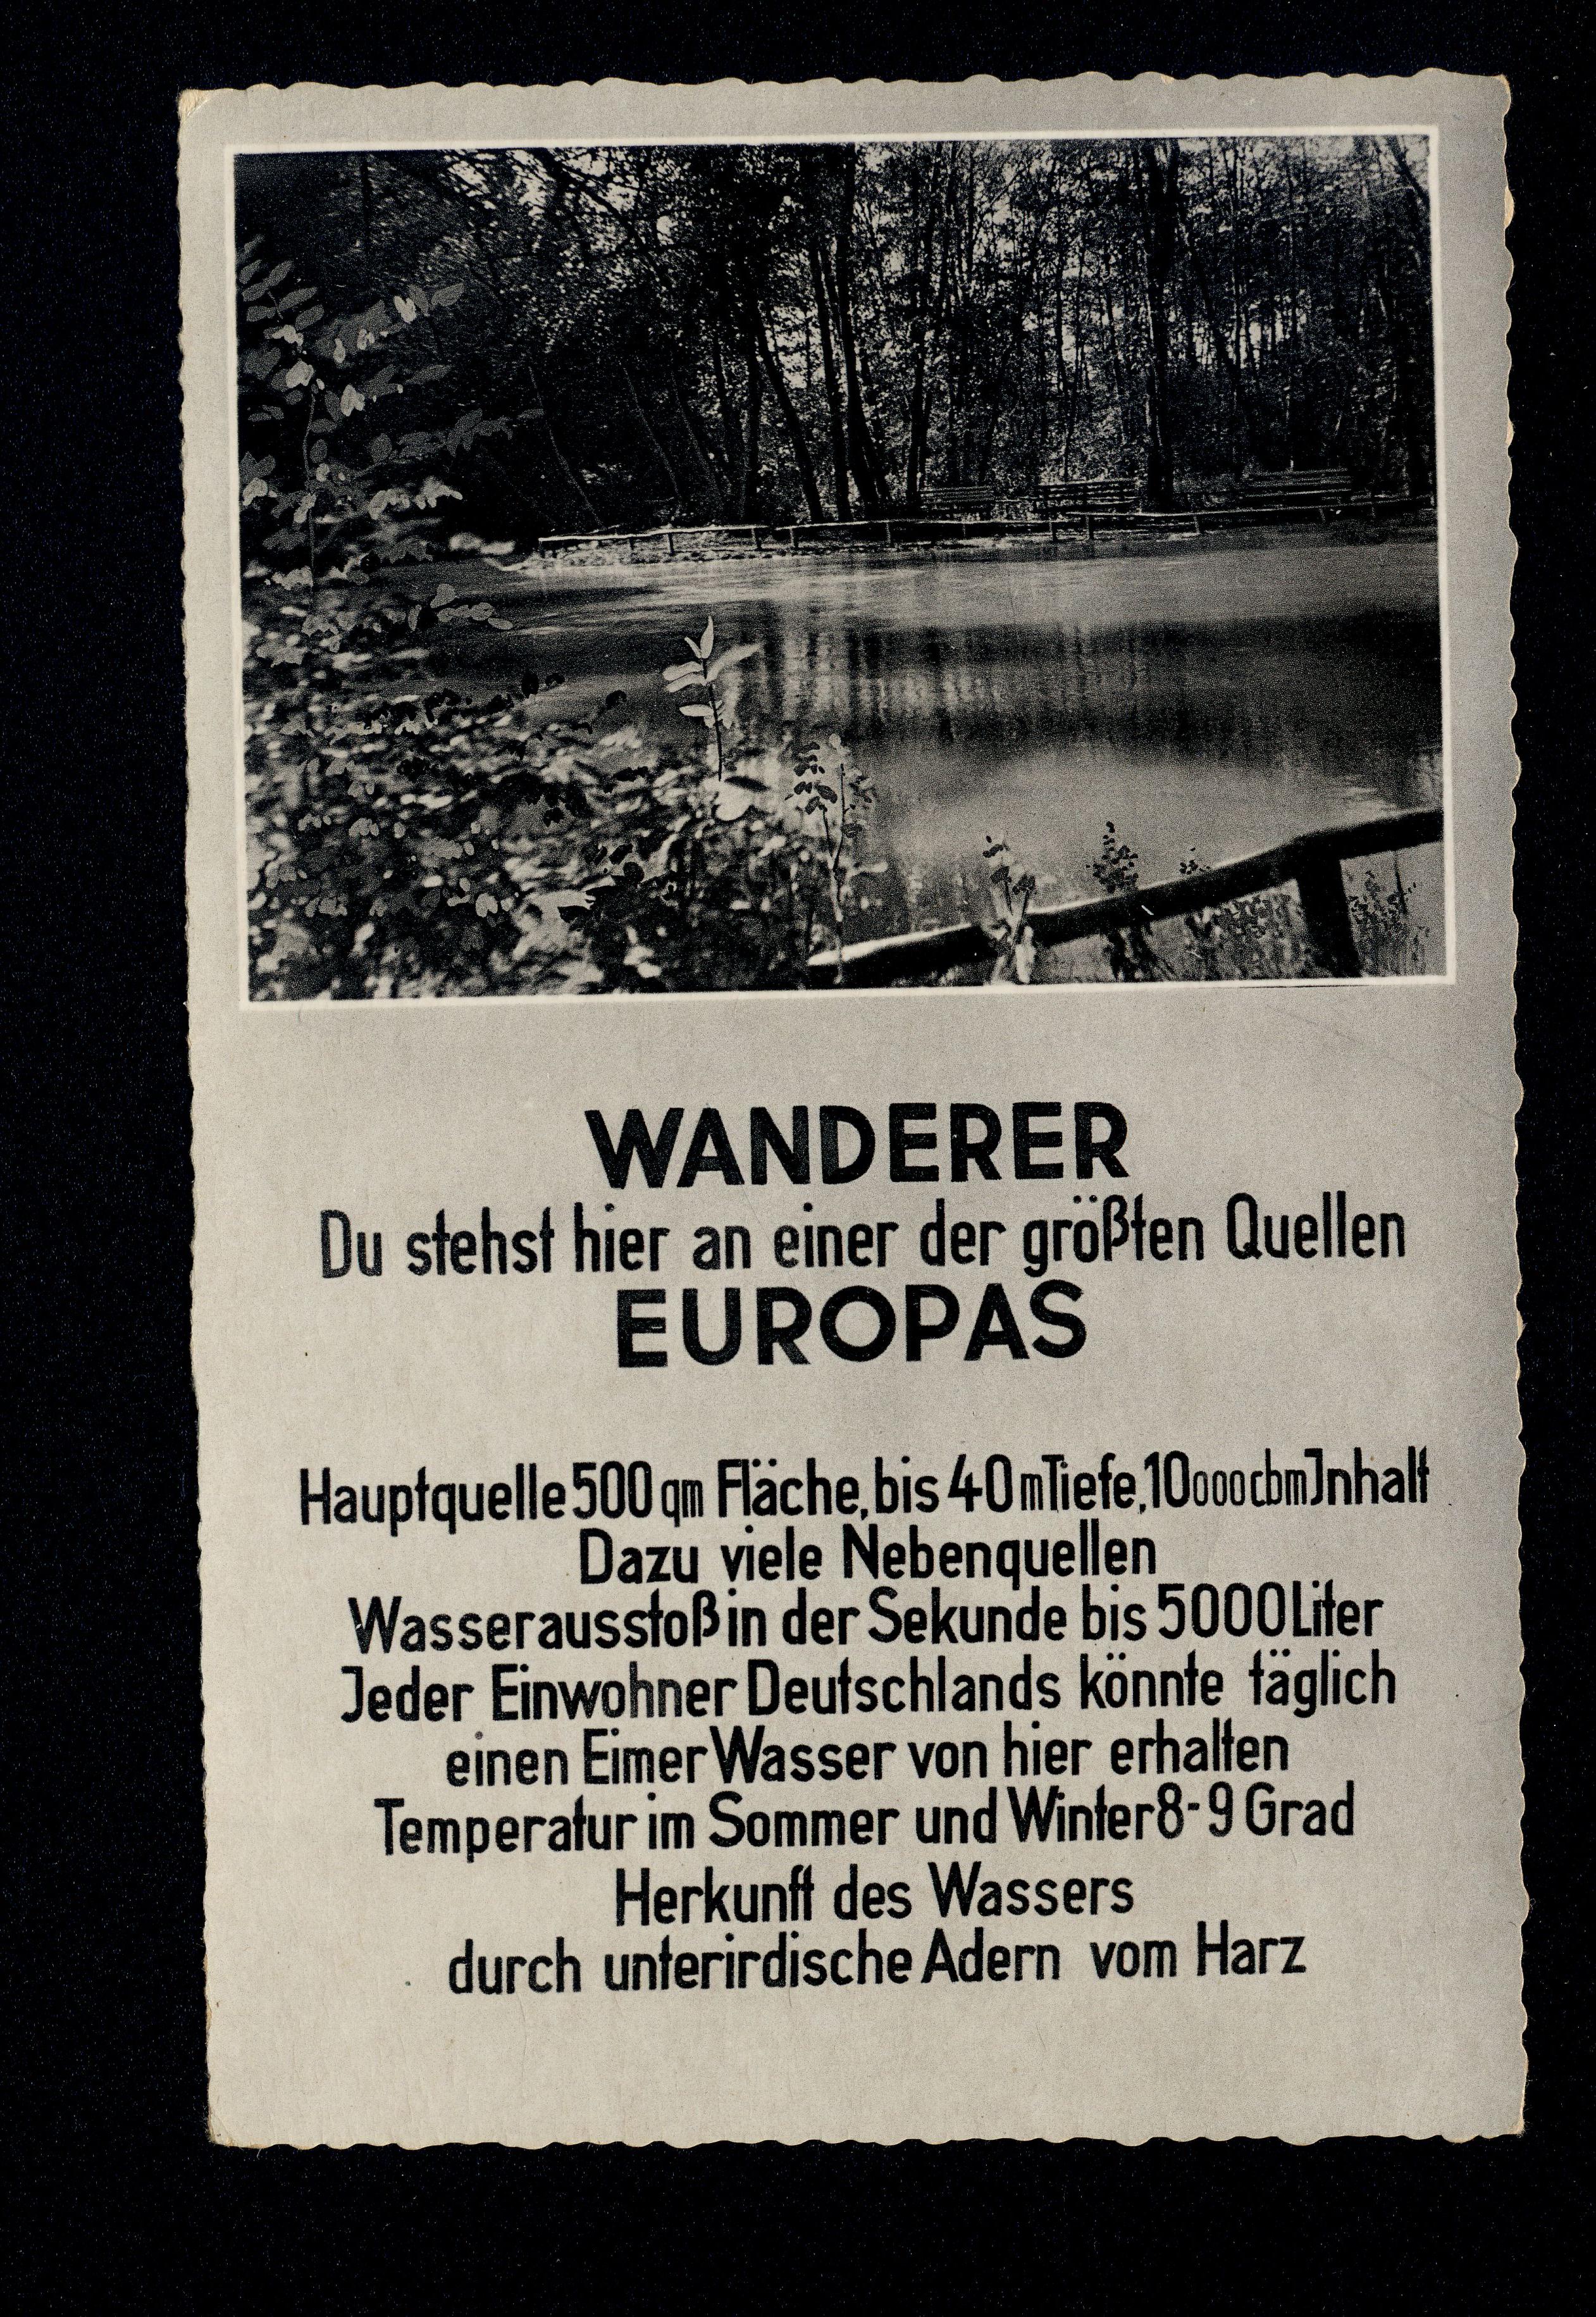 WANDERER
Du stehst hier an einer der größten Quellen
EUROPAS
Hauptquelle 500 qm Fläche, bis 40 m Tiefe, 10000 cbm Jnhalt
Dazu viele Nebenquellen
Wasserausstoß in der Sekunde bis 5000 Liter
Jeder Einwohner Deutschlands könnte täglich
einen Eimer Wasser von hier erhalten
Temperatur im Sommer und Winter 8-9 Grad
Herkunft des Wassers
durch unterirdische Adern vom Harz